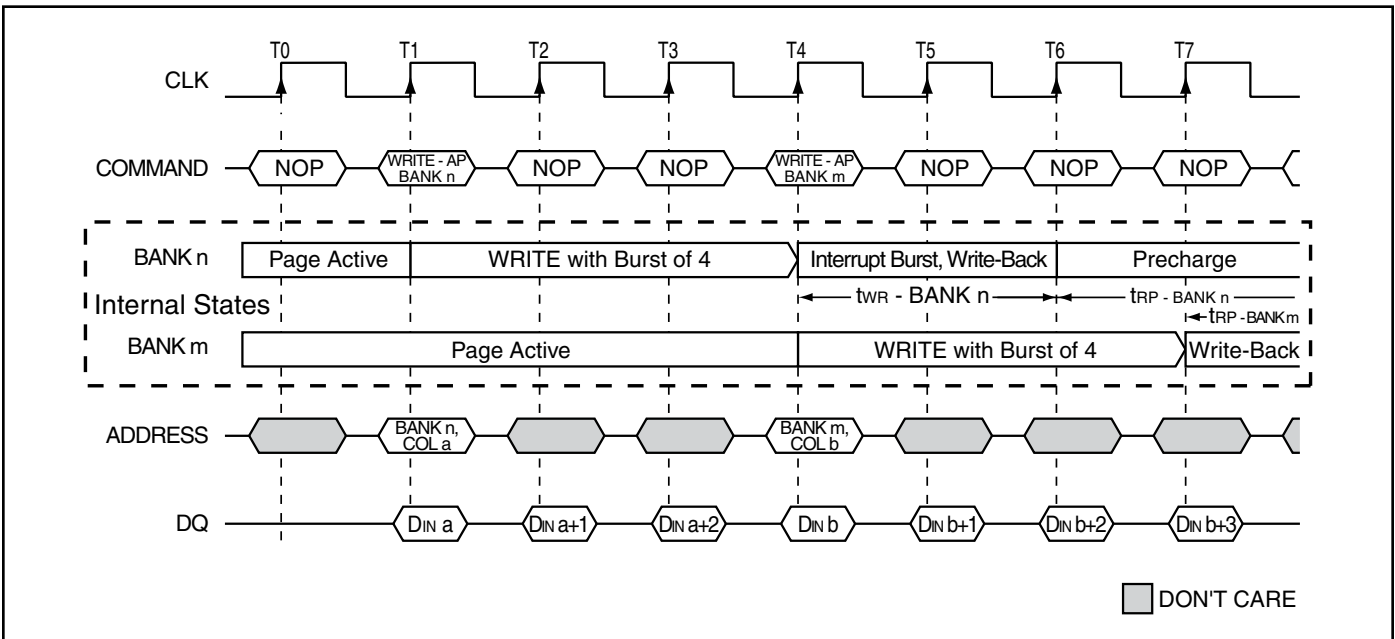 T0 T1 T2 T3 T4 T5 T6 T7
CLK
COMMAND NOP WRITE - AP BANK n NOP NOP WRITE - AP BANK m NOP NOP NOP
BANK n Page Active WRITE with Burst of 4 Interrupt Burst, Write-Back Precharge
tWR - BANK n tRP - BANK n
Internal States
tRP - BANK m
BANK m Page Active WRITE with Burst of 4 Write-Back
ADDRESS BANK n, COL a BANK m, COL b
DQ DIN a DIN a+1 DIN a+2 DIN b DIN b+1 DIN b+2 DIN b+3
DON'T CARE